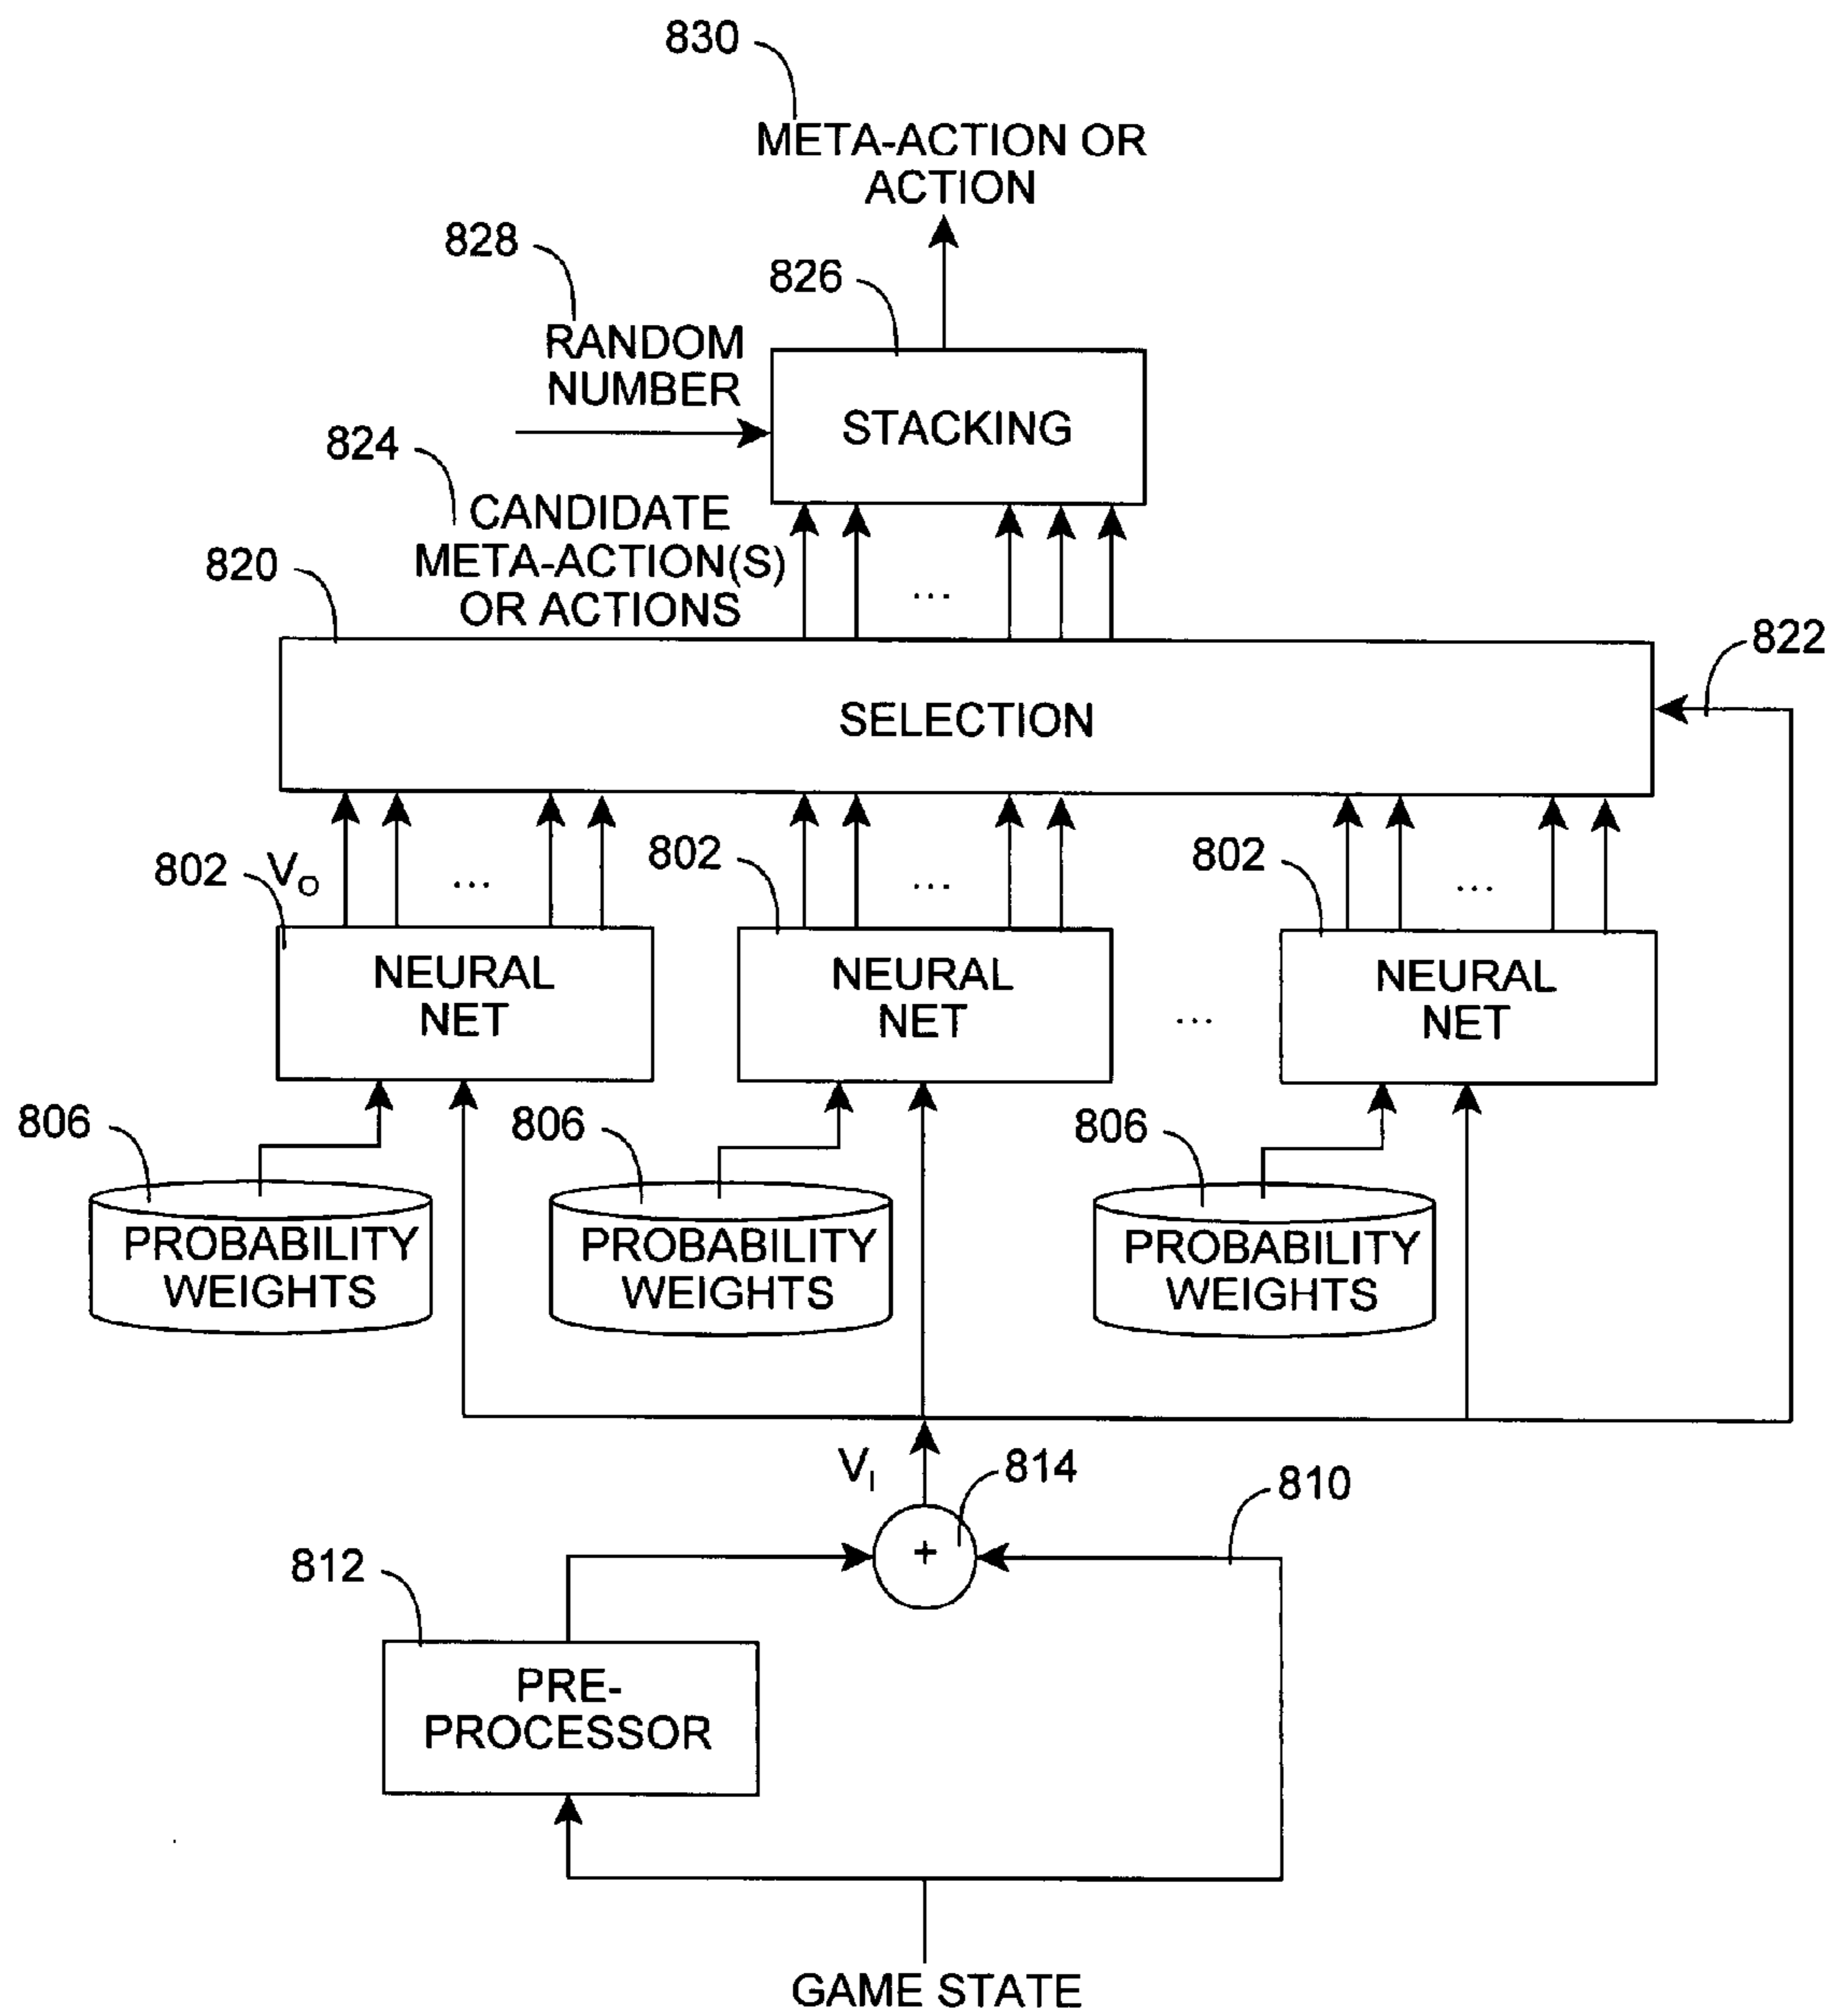 830
META-ACTION OR
ACTION
828
826
RANDOM
NUMBER
STACKING
824
CANDIDATE
META-ACTION(S)
OR ACTIONS
...
820
822
SELECTION
802
VO
...
802
...
802
...
NEURAL
NET
NEURAL
NET
...
NEURAL
NET
806
806
806
PROBABILITY
WEIGHTS
PROBABILITY
WEIGHTS
PROBABILITY
WEIGHTS
VI
814
810
+
812
PRE-
PROCESSOR
GAME STATE